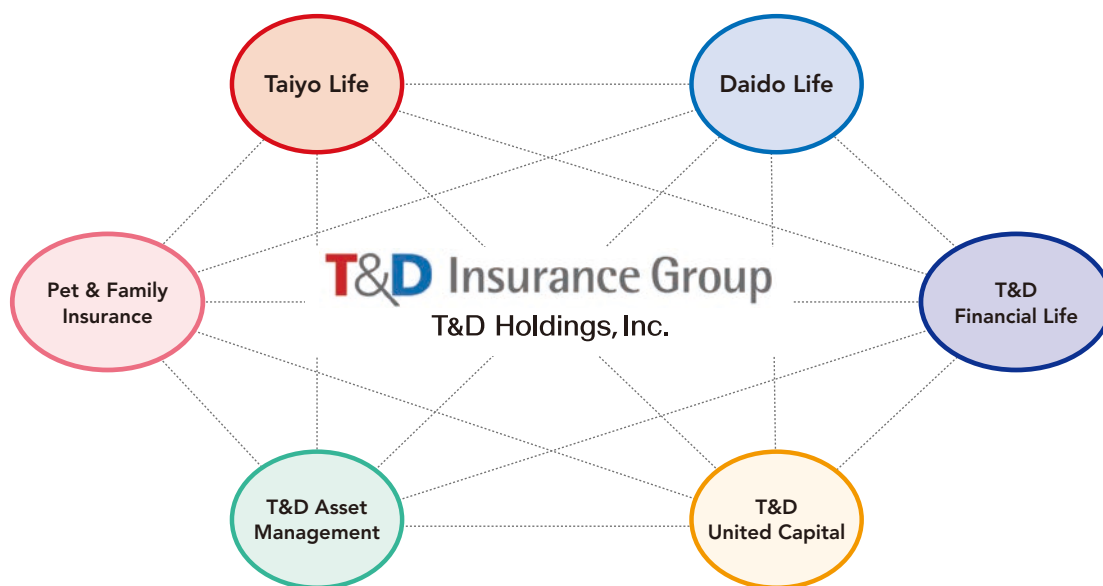 Taiyo Life
Daido Life
T&D Insurance Group
T&D Holdings, Inc.
Pet & Family
Insurance
T&D
Financial Life
T&D Asset
Management
T&D
United Capital